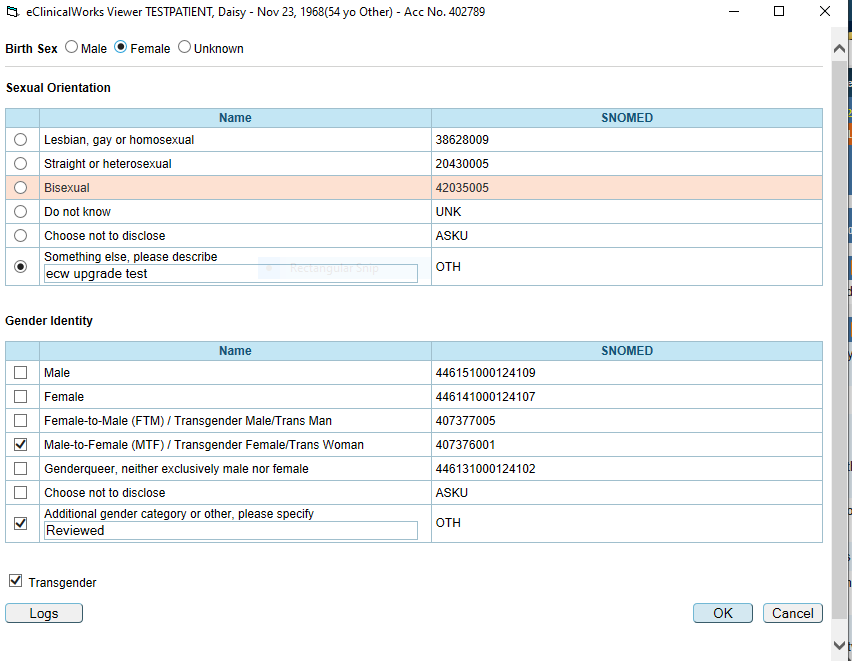 eClinicalWorks Viewer TESTPATIENT, Daisy - Nov 23, 1968(54 yo Other) - Acc No. 402789
Birth Sex Male Female Unknown
Sexual Orientation
Name SNOMED
Lesbian, gay or homosexual 38628009
Straight or heterosexual 20430005
Bisexual 42035005
Do not know UNK
Choose not to disclose ASKU
Something else, please describe
ecw upgrade test OTH
Rectangular Snip
Gender Identity
Name SNOMED
Male 446151000124109
Female 446141000124107
Female-to-Male (FTM) / Transgender Male/Trans Man 407377005
Male-to-Female (MTF) / Transgender Female/Trans Woman 407376001
Genderqueer, neither exclusively male nor female 446131000124102
Choose not to disclose ASKU
Additional gender category or other, please specify
Reviewed OTH
Transgender
Logs OK Cancel